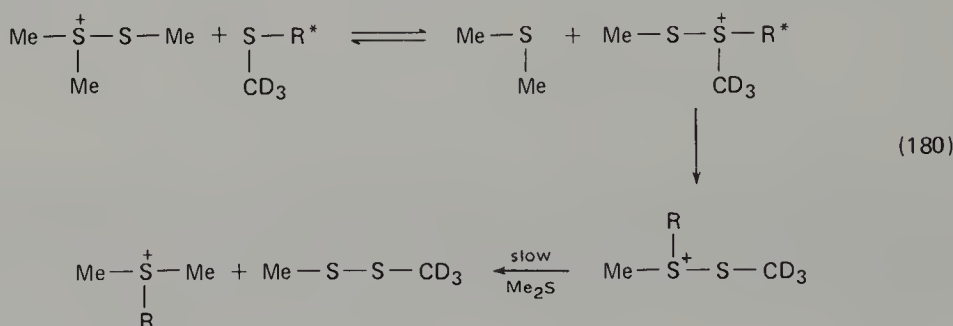 + +
Me—S—S—Me + S—R* ⇌ Me—S + Me—S—S—R*
Me CD3 Me CD3
(180)
R
+ slow +
Me—S—Me + Me—S—S—CD3 ← Me—S—S—CD3
R Me2S